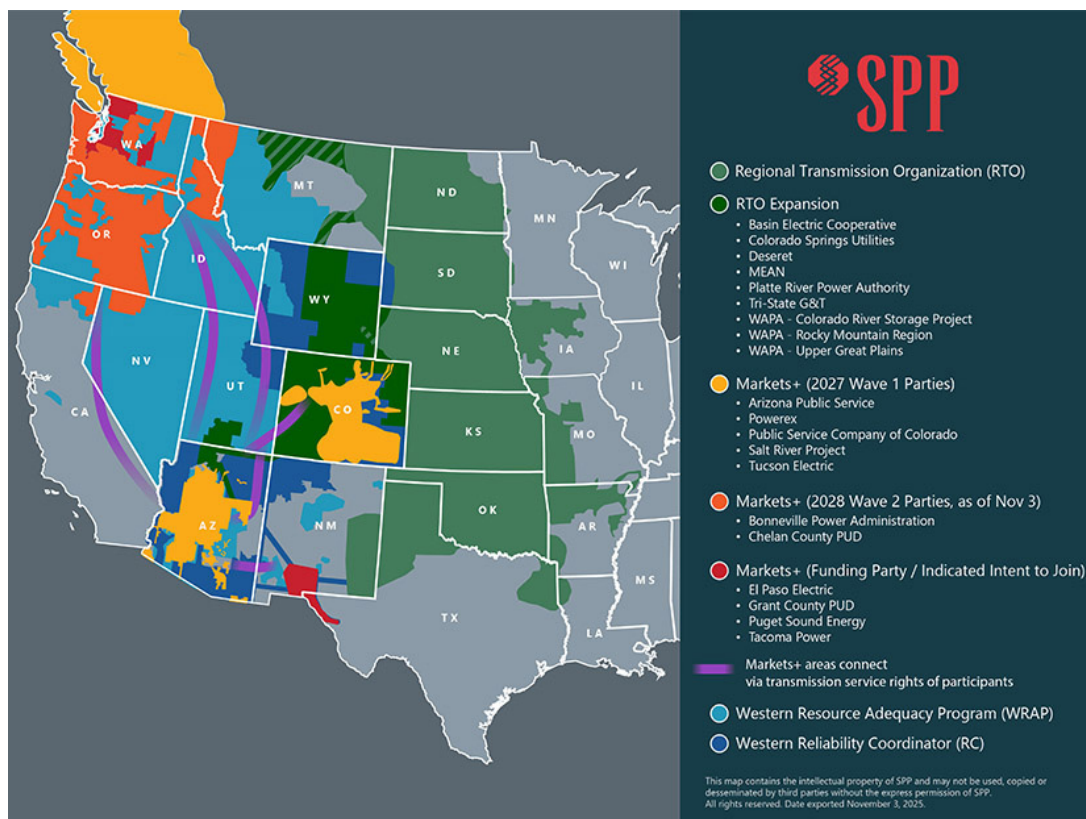 SPP
Regional Transmission Organization (RTO)
RTO Expansion
• Basin Electric Cooperative
• Colorado Springs Utilities
• Deseret
• MEAN
• Platte River Power Authority
• Tri-State G&T
• WAPA - Colorado River Storage Project
• WAPA - Rocky Mountain Region
• WAPA - Upper Great Plains
Markets+ (2027 Wave 1 Parties)
• Arizona Public Service
• Powerex
• Public Service Company of Colorado
• Salt River Project
• Tucson Electric
Markets+ (2028 Wave 2 Parties, as of Nov 3)
• Bonneville Power Administration
• Chelan County PUD
Markets+ (Funding Party / Indicated Intent to Join)
• El Paso Electric
• Grant County PUD
• Puget Sound Energy
• Tacoma Power
Markets+ areas connect
via transmission service rights of participants
Western Resource Adequacy Program (WRAP)
Western Reliability Coordinator (RC)
This map contains the intellectual property of SPP and may not be used, copied or
desseminated by third parties without the express permission of SPP.
All rights reserved. Date exported November 3, 2025.
WA
MT
ND
MN
OR
ID
SD
WI
WY
NE
IA
NV
UT
IL
CA
CO
KS
MO
AZ
NM
OK
AR
MS
TX
LA